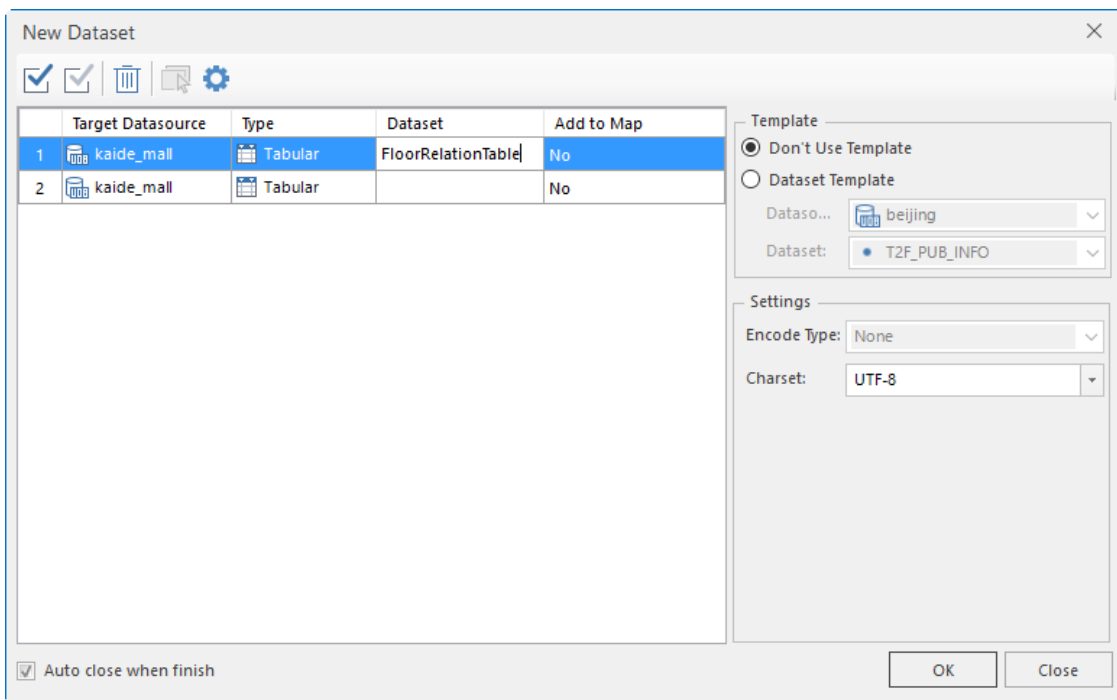 New Dataset
Target Datasource Type Dataset Add to Map
1 kaide_mall Tabular FloorRelationTable No
2 kaide_mall Tabular No
Template
Don't Use Template
Dataset Template
Dataso... beijing
Dataset: T2F_PUB_INFO
Settings
Encode Type: None
Charset: UTF-8
Auto close when finish
OK Close